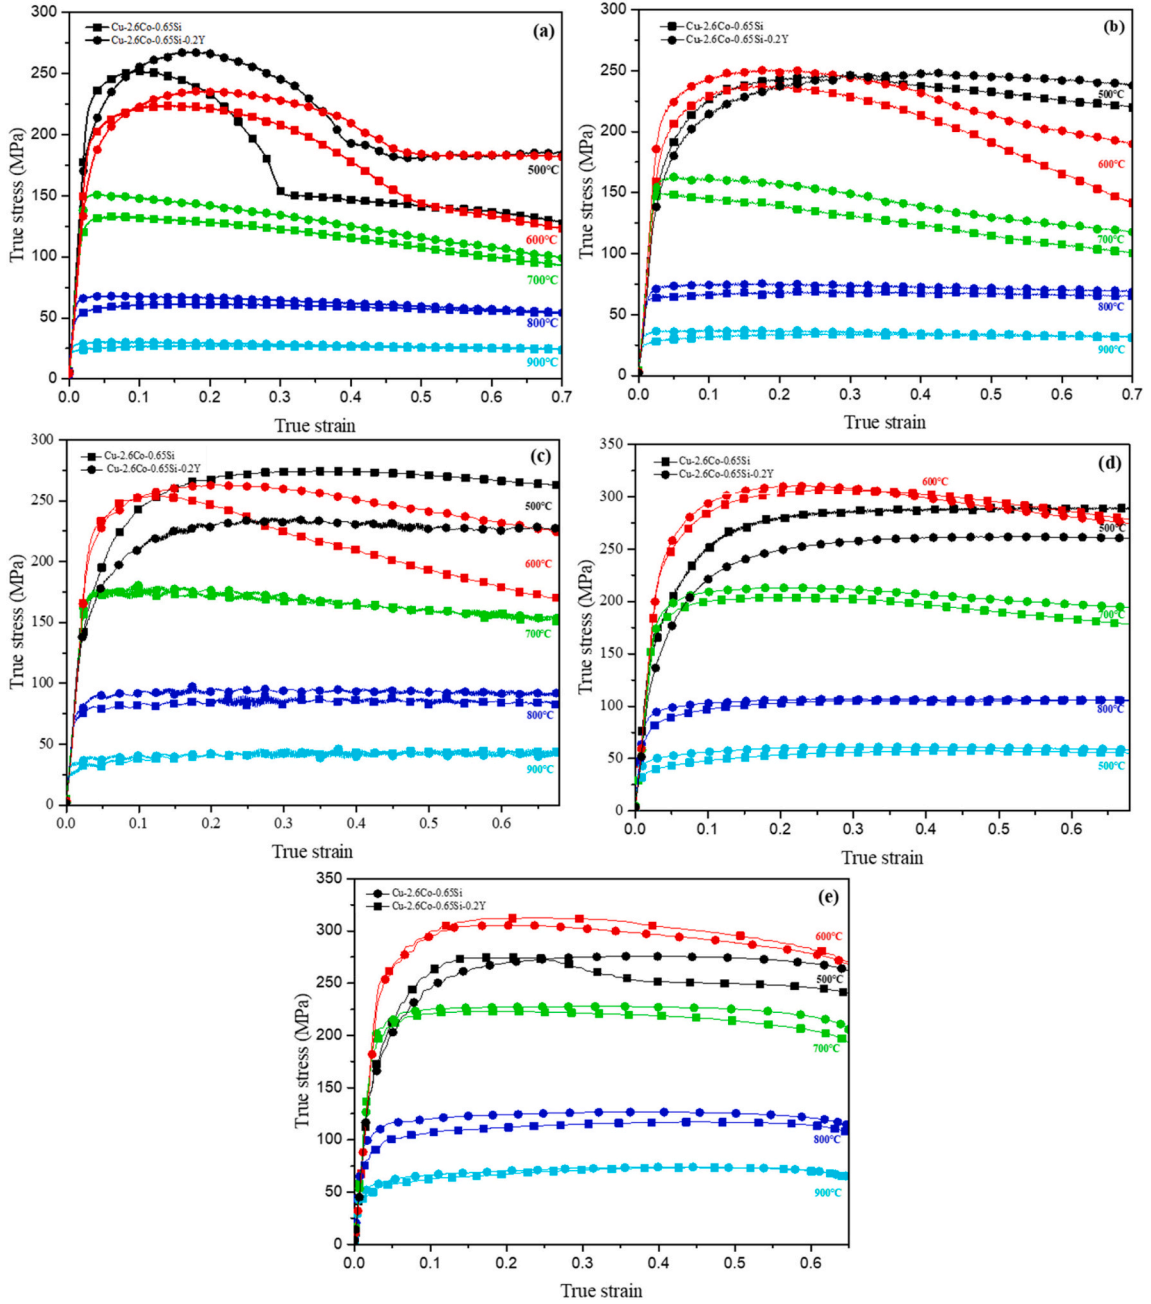 (a)
Cu-2.6Co-0.65Si
Cu-2.6Co-0.65Si-0.2Y
300
250
200
150
100
50
0
True stress (MPa)
500°C
600°C
700°C
800°C
900°C
0.0 0.1 0.2 0.3 0.4 0.5 0.6 0.7
True strain
(b)
Cu-2.6Co-0.65Si
Cu-2.6Co-0.65Si-0.2Y
300
250
200
150
100
50
0
True stress (MPa)
500°C
600°C
700°C
800°C
900°C
0.0 0.1 0.2 0.3 0.4 0.5 0.6 0.7
True strain
(c)
Cu-2.6Co-0.65Si
Cu-2.6Co-0.65Si-0.2Y
300
250
200
150
100
50
0
True stress (MPa)
500°C
600°C
700°C
800°C
900°C
0.0 0.1 0.2 0.3 0.4 0.5 0.6
True strain
(d)
Cu-2.6Co-0.65Si
Cu-2.6Co-0.65Si-0.2Y
350
300
250
200
150
100
50
0
True stress (MPa)
600°C
500°C
700°C
800°C
500°C
0.0 0.1 0.2 0.3 0.4 0.5 0.6
True strain
(e)
Cu-2.6Co-0.65Si
Cu-2.6Co-0.65Si-0.2Y
350
300
250
200
150
100
50
0
True stress (MPa)
600°C
500°C
700°C
800°C
900°C
0.0 0.1 0.2 0.3 0.4 0.5 0.6
True strain